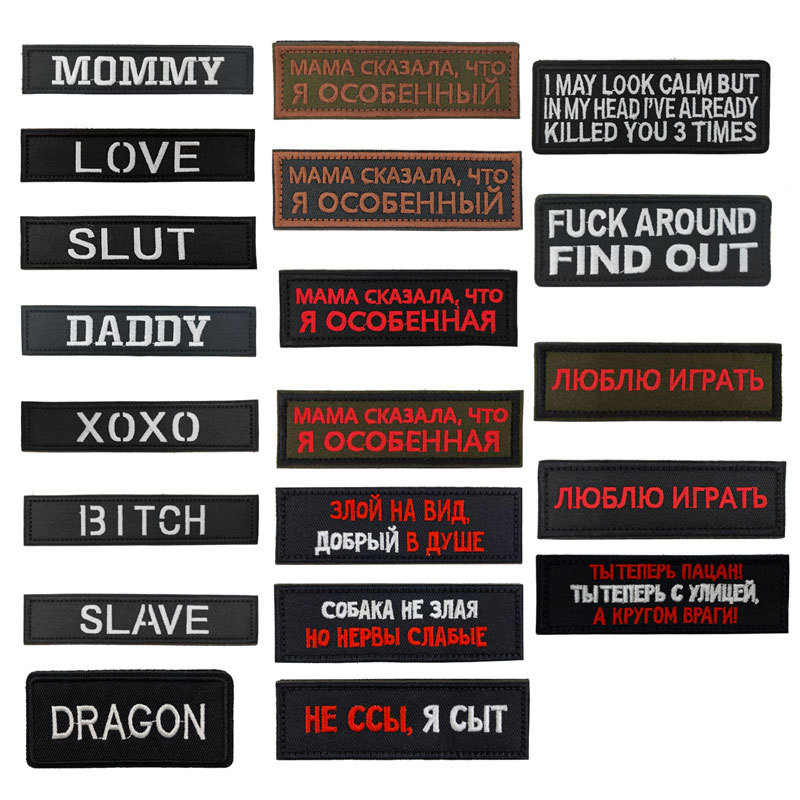 MOMMY
LOVE
SLUT
DADDY
XOXO
BITCH
SLAVE
DRAGON
МАМА СКАЗАЛА, ЧТО
Я ОСОБЕННЫЙ
МАМА СКАЗАЛА, ЧТО
Я ОСОБЕННЫЙ
МАМА СКАЗАЛА, ЧТО
Я ОСОБЕННАЯ
МАМА СКАЗАЛА, ЧТО
Я ОСОБЕННАЯ
ЗЛОЙ НА ВИД,
ДОБРЫЙ В ДУШЕ
СОБАКА НЕ ЗЛАЯ
НО НЕРВЫ СЛАБЫЕ
НЕ ССЫ, Я СЫТ
I MAY LOOK CALM BUT
IN MY HEAD I'VE ALREADY
KILLED YOU 3 TIMES
FUCK AROUND
FIND OUT
ЛЮБЛЮ ИГРАТЬ
ЛЮБЛЮ ИГРАТЬ
ТЫ ТЕПЕРЬ ПАЦАН!
ТЫ ТЕПЕРЬ С УЛИЦЕЙ,
А КРУГОМ ВРАГИ!